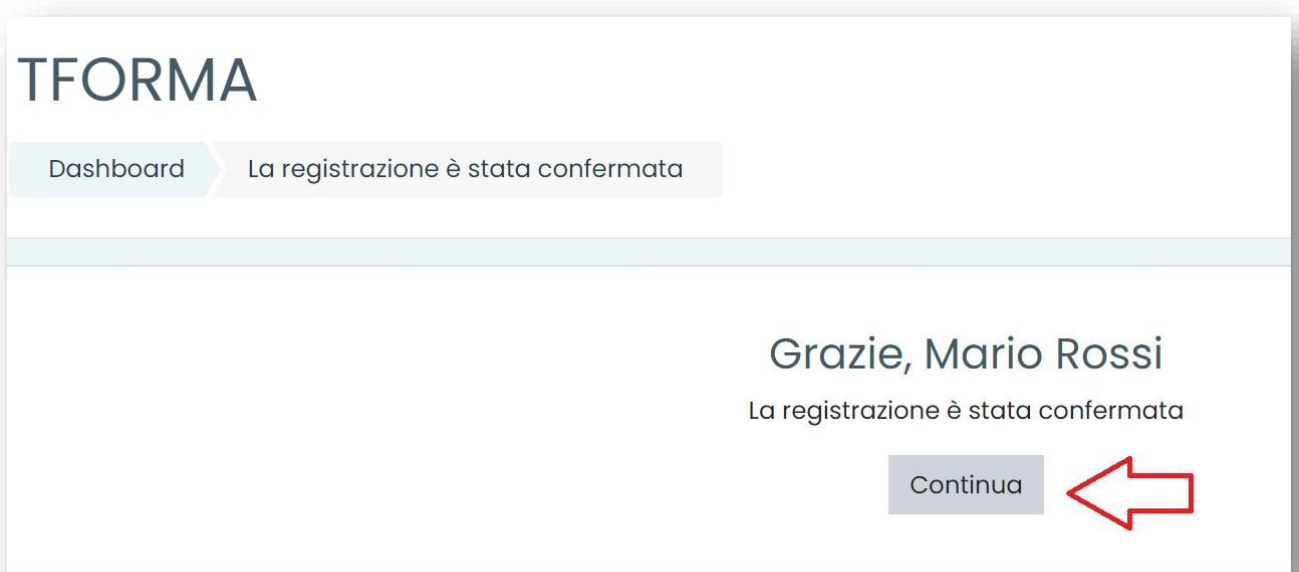 TFORMA
Dashboard La registrazione è stata confermata
Grazie, Mario Rossi
La registrazione è stata confermata
Continua